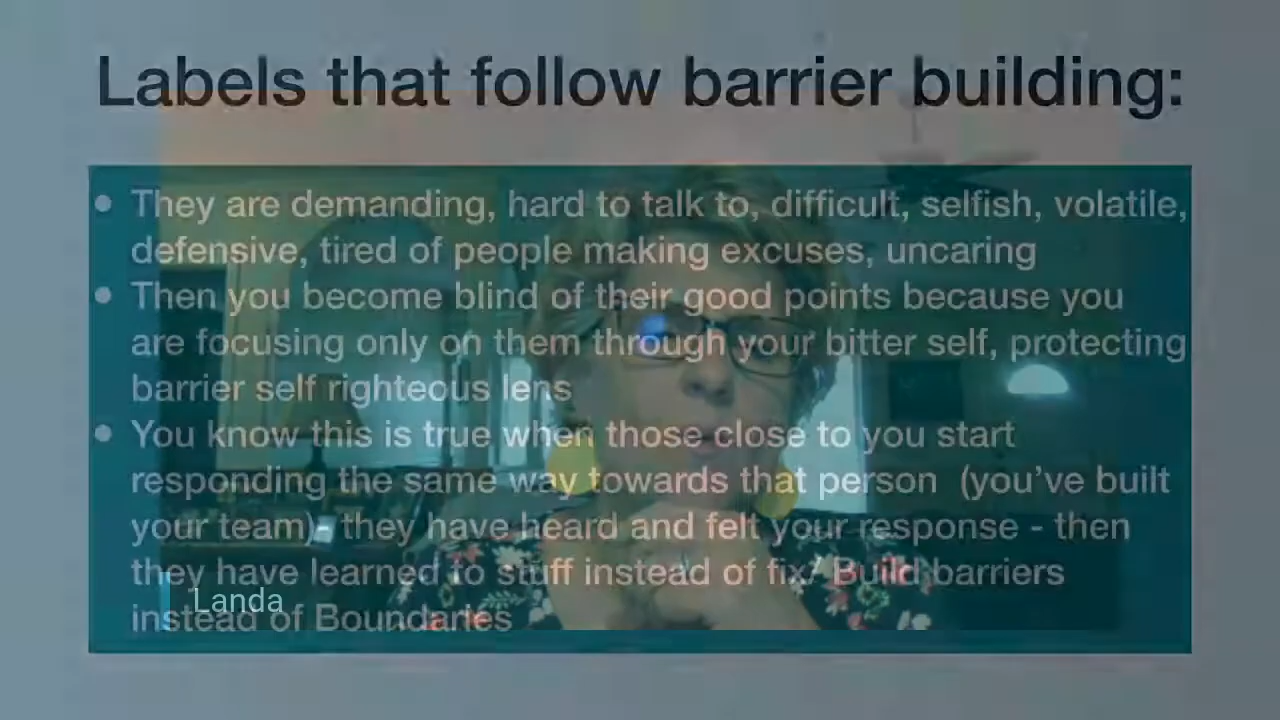 Labels that follow barrier building:
• They are demanding, hard to talk to, difficult, selfish, volatile,
defensive, tired of people making excuses, uncaring
• Then you become blind of their good points because you
are focusing only on them through your bitter self, protecting
barrier self righteous lens
• You know this is true when those close to you start
responding the same way towards that person (you've built
your team) they have heard and felt your response - then
they have learned to stuff instead of fix/ Build barriers
Landa
instead of Boundaries